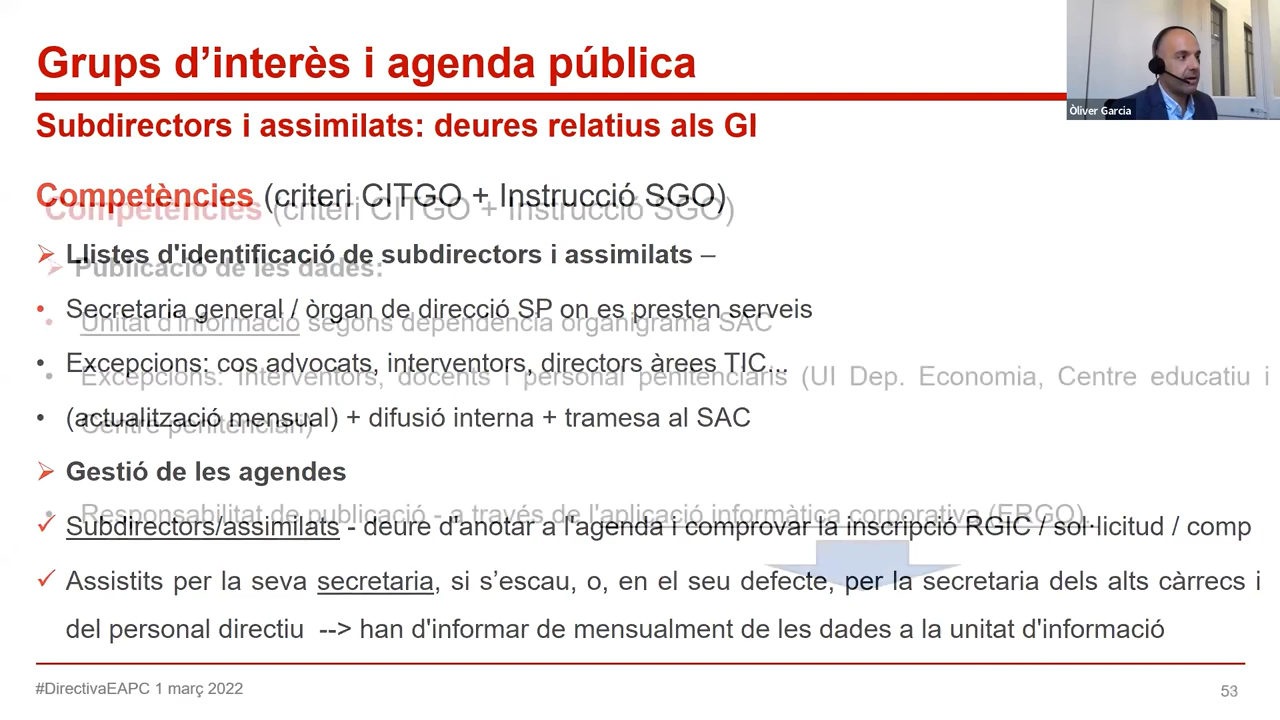 Grups d’interès i agenda pública
Òliver Garcia
Subdirectors i assimilats: deures relatius als GI
Competències (criteri CITGO + Instrucció SGO)
Competències (criteri CITGO + Instrucció SGO)
Llistes d'identificació de subdirectors i assimilats –
Publicació de les dades:
Secretaria general / òrgan de direcció SP on es presten serveis
Unitat d'informació segons dependència organigrama SAC
Excepcions: cos advocats, interventors, directors àrees TIC...
Excepcions: Interventors, docents i personal penitenciaris (UI Dep. Economia, Centre educatiu i
(actualització mensual) + difusió interna + tramesa al SAC
Centre penitenciari)
Gestió de les agendes
Responsabilitat de publicació - a través de l'aplicació informàtica corporativa (ERGO).
Subdirectors/assimilats - deure d'anotar a l'agenda i comprovar la inscripció RGIC / sol·licitud / comp
Assistits per la seva secretaria, si s’escau, o, en el seu defecte, per la secretaria dels alts càrrecs i
del personal directiu --> han d'informar de mensualment de les dades a la unitat d'informació
#DirectivaEAPC 1 març 2022
53